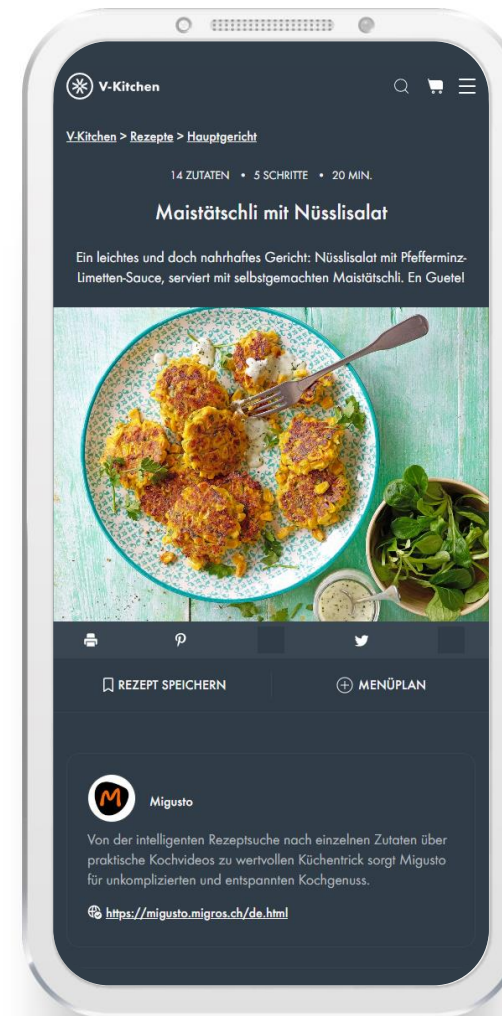 V-Kitchen
V-Kitchen > Rezepte > Hauptgericht
14 ZUTATEN • 5 SCHRITTE • 20 MIN.
Maistätschli mit Nüsslisalat
Ein leichtes und doch nahrhaftes Gericht: Nüsslisalat mit Pfefferminz-
Limetten-Sauce, serviert mit selbstgemachten Maistätschli. En Guete!
REZEPT SPEICHERN
MENÜPLAN
M
Migusto
Von der intelligenten Rezeptsuche nach einzelnen Zutaten über
praktische Kochvideos zu wertvollen Küchentrick sorgt Migusto
für unkomplizierten und entspannten Kochgenuss.
https://migusto.migros.ch/de.html